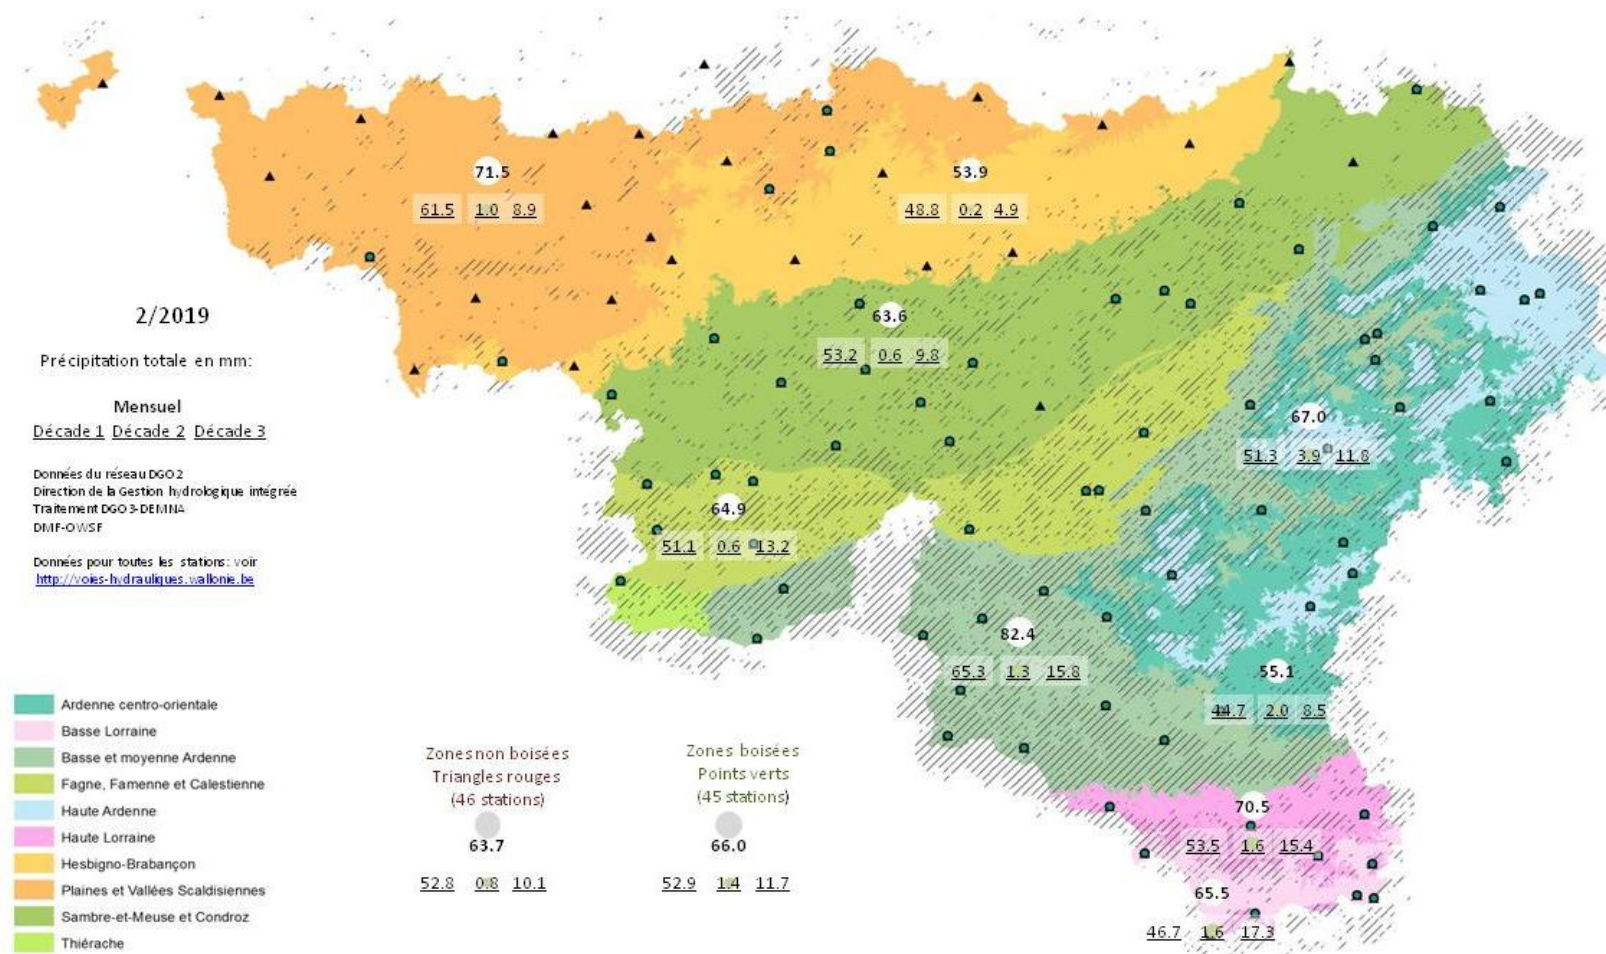 71.5
61.5 1.0 8.9
53.9
48.8 0.2 4.9
2/2019
Précipitation totale en mm:
Mensuel
Décade 1 Décade 2 Décade 3
Données du réseau DGO2
Direction de la Gestion hydrologique intégrée
Traitement DGO3-DEMNA
DMF-OWSF
Données pour toutes les stations: voir
http://voies-hydrauliques.wallonie.be
63.6
53.2 0.6 9.8
67.0
51.3 3.9 11.8
64.9
51.1 0.6 13.2
82.4
65.3 1.3 15.8
55.1
44.7 2.0 8.5
70.5
53.5 1.6 15.4
65.5
46.7 1.6 17.3
Ardenne centro-orientale
Basse Lorraine
Basse et moyenne Ardenne
Fagne, Famenne et Calestienne
Haute Ardenne
Haute Lorraine
Hesbigno-Brabançon
Plaines et Vallées Scaldisiennes
Sambre-et-Meuse et Condroz
Thiérache
Zones non boisées
Triangles rouges
(46 stations)
63.7
52.8 0.8 10.1
Zones boisées
Points verts
(45 stations)
66.0
52.9 1.4 11.7